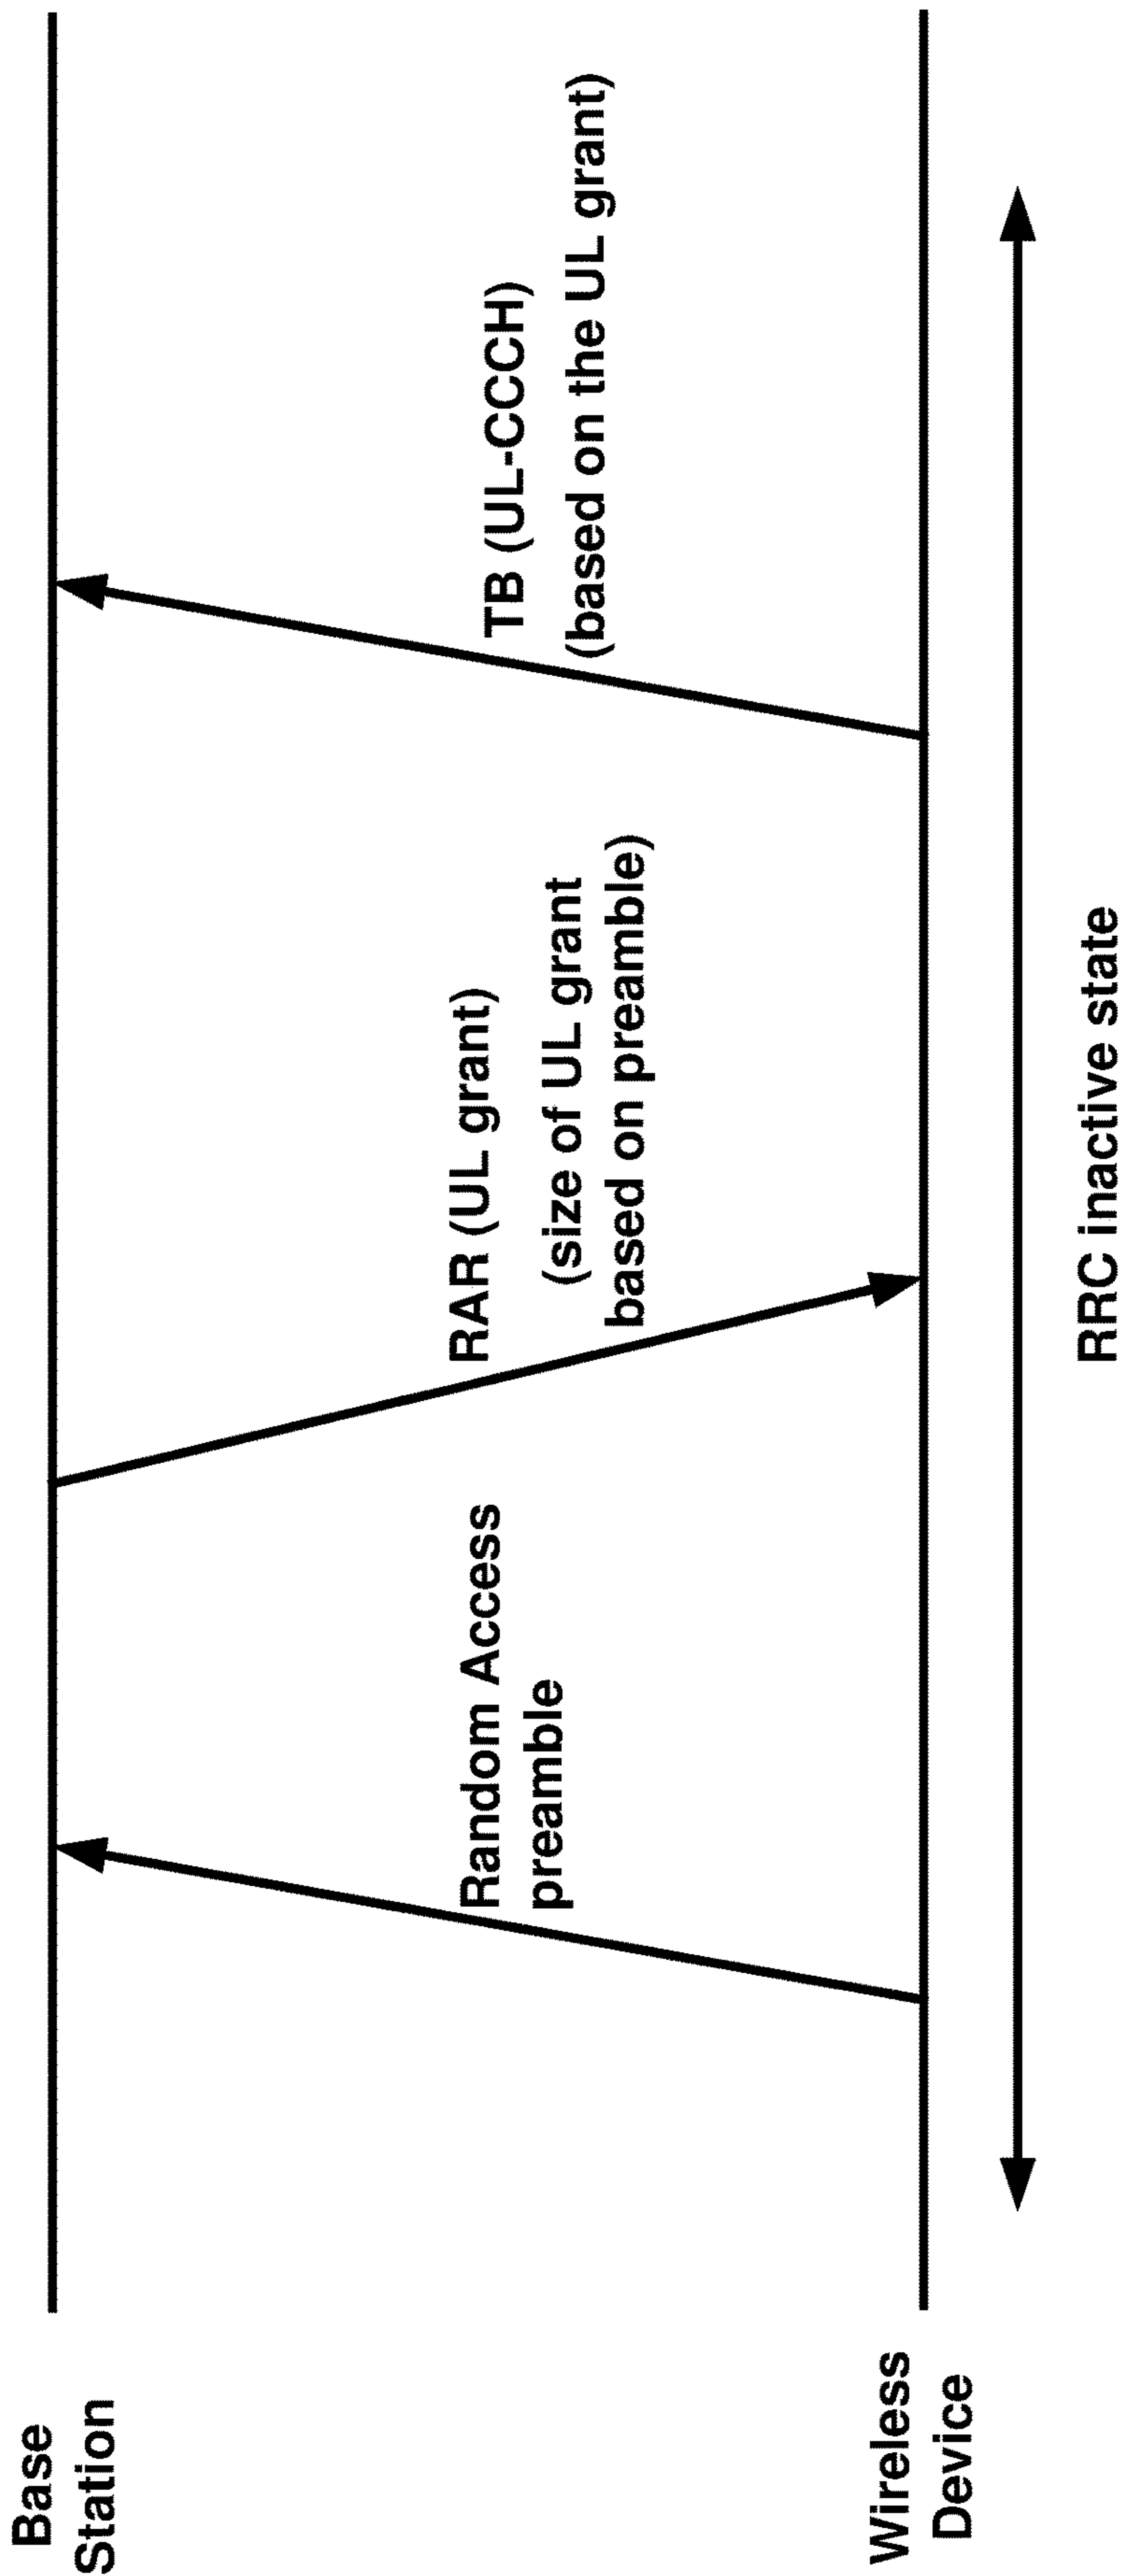 Base
Station
Random Access
preamble
RAR (UL grant)
(size of UL grant
based on preamble)
TB (UL-CCCH)
(based on the UL grant)
Wireless
Device
RRC inactive state